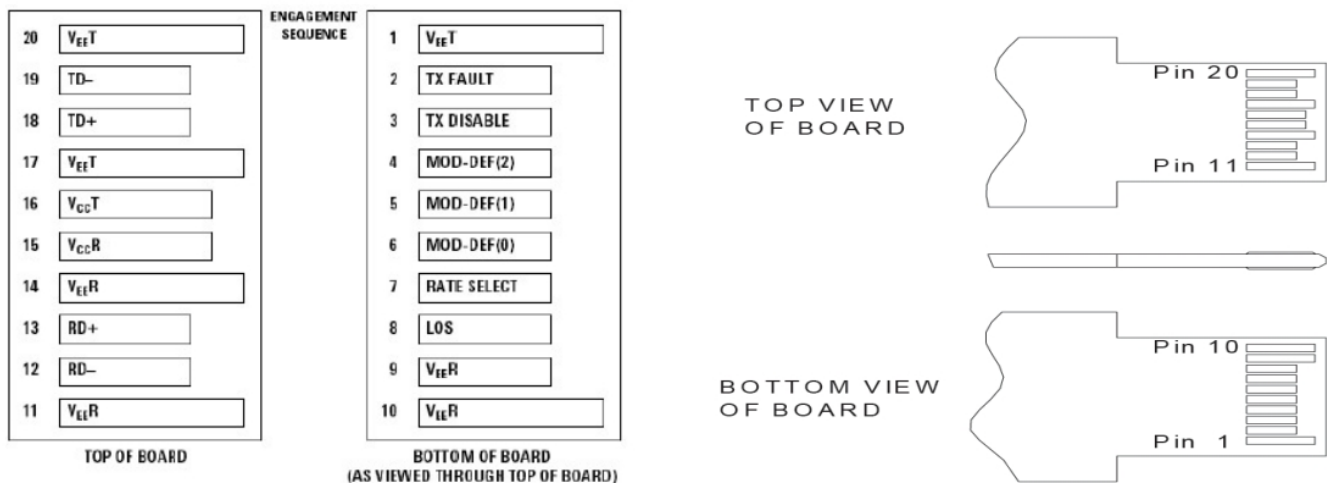 ENGAGEMENT
SEQUENCE
20 VEET
19 TD–
18 TD+
17 VEET
16 VCCT
15 VCCR
14 VEER
13 RD+
12 RD–
11 VEER
TOP OF BOARD
1 VEET
2 TX FAULT
3 TX DISABLE
4 MOD-DEF(2)
5 MOD-DEF(1)
6 MOD-DEF(0)
7 RATE SELECT
8 LOS
9 VEER
10 VEER
BOTTOM OF BOARD
(AS VIEWED THROUGH TOP OF BOARD)
TOP VIEW
OF BOARD
Pin 20
Pin 11
BOTTOM VIEW
OF BOARD
Pin 10
Pin 1